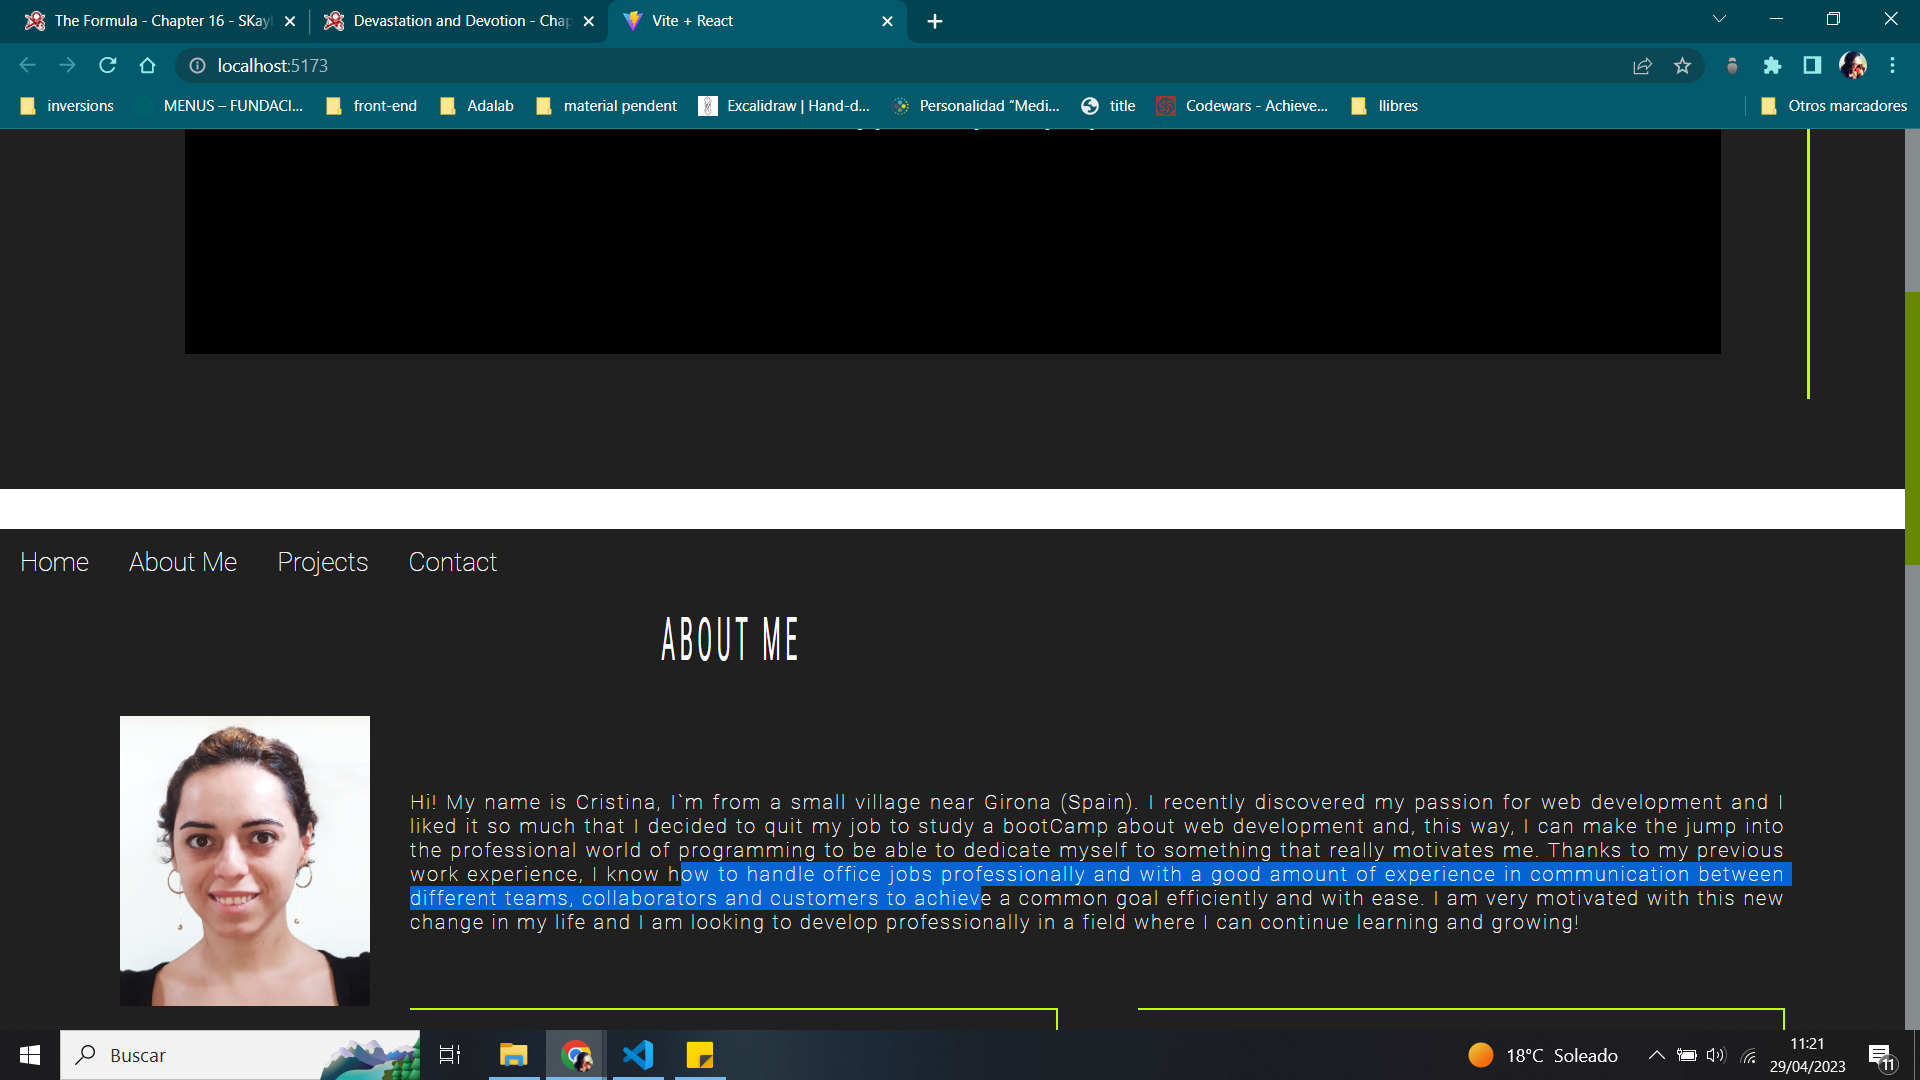 The Formula - Chapter 16 - SKay
Devastation and Devotion - Chap
Vite + React
localhost:5173
inversions
MENUS – FUNDACI...
front-end
Adalab
material pendent
Excalidraw | Hand-d...
Personalidad “Medi...
title
Codewars - Achieve...
llibres
Otros marcadores
Home
About Me
Projects
Contact
ABOUT ME
Hi! My name is Cristina, I`m from a small village near Girona (Spain). I recently discovered my passion for web development and I
liked it so much that I decided to quit my job to study a bootCamp about web development and, this way, I can make the jump into
the professional world of programming to be able to dedicate myself to something that really motivates me. Thanks to my previous
work experience, I know how to handle office jobs professionally and with a good amount of experience in communication between
different teams, collaborators and customers to achieve a common goal efficiently and with ease. I am very motivated with this new
change in my life and I am looking to develop professionally in a field where I can continue learning and growing!
Buscar
18°C Soleado
11:21
29/04/2023
11